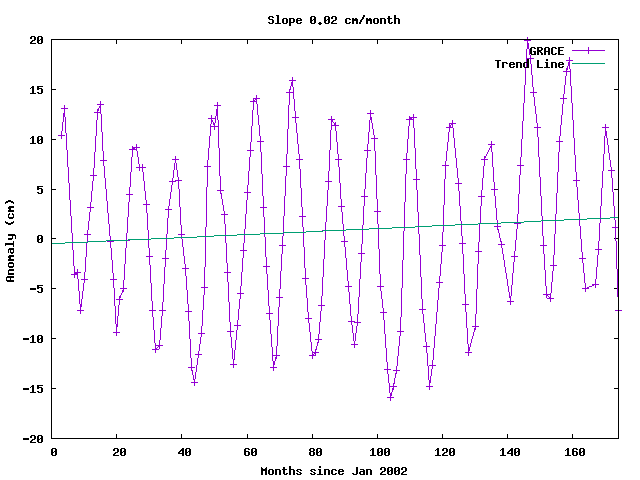 Slope 0.02 cm/month
GRACE
Trend Line
20
15
10
5
0
-5
-10
-15
-20
Anomaly (cm)
0 20 40 60 80 100 120 140 160
Months since Jan 2002